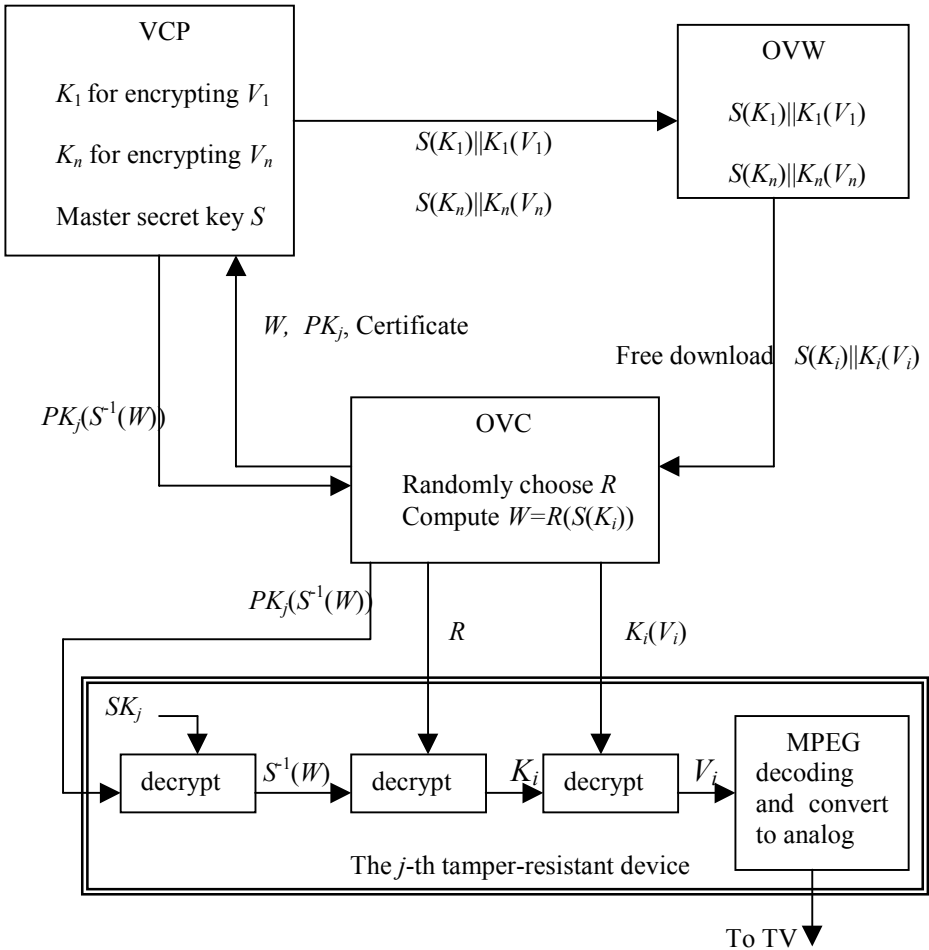 VCP
K₁ for encrypting V₁
Kₙ for encrypting Vₙ
Master secret key S
S(K₁)||K₁(V₁)
S(Kₙ)||Kₙ(Vₙ)
OVW
S(K₁)||K₁(V₁)
S(Kₙ)||Kₙ(Vₙ)
W, PKⱼ, Certificate
Free download S(Kᵢ)||Kᵢ(Vᵢ)
PKⱼ(S⁻¹(W))
OVC
Randomly choose R
Compute W=R(S(Kᵢ))
PKⱼ(S⁻¹(W))
R
Kᵢ(Vᵢ)
SKⱼ
decrypt
S⁻¹(W)
decrypt
Kᵢ
decrypt
Vᵢ
MPEG
decoding
and convert
to analog
The j-th tamper-resistant device
To TV